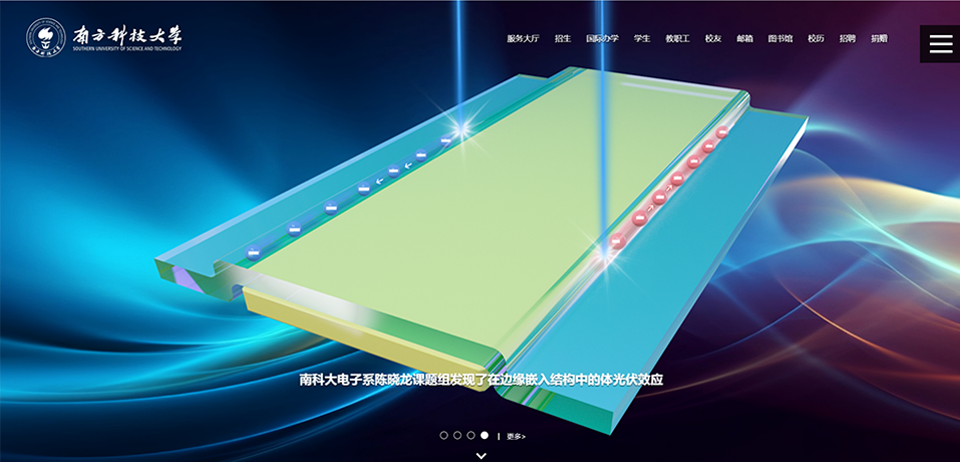 南方科技大学
SOUTHERN UNIVERSITY OF SCIENCE AND TECHNOLOGY
服务大厅 招生 国际办学 学生 教职工 校友 邮箱 图书馆 校历 招聘 捐赠
南科大电子系陈晓龙课题组发现了在边缘嵌入结构中的体光伏效应
| 更多>